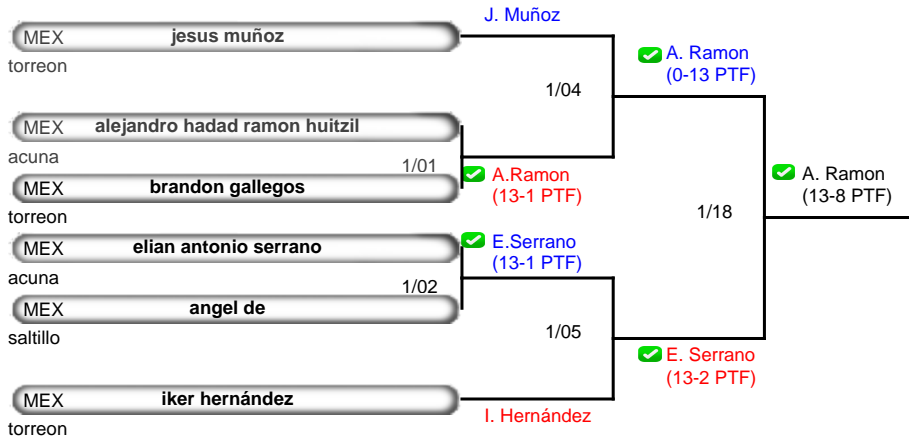 J. Muñoz
MEX jesus muñoz
torreon
A. Ramon
(0-13 PTF)
1/04
MEX alejandro hadad ramon huitzil
acuna
1/01
A.Ramon
(13-1 PTF)
MEX brandon gallegos
torreon
A. Ramon
(13-8 PTF)
1/18
MEX elian antonio serrano
acuna
E.Serrano
(13-1 PTF)
1/02
MEX angel de
saltillo
1/05
E. Serrano
(13-2 PTF)
MEX iker hernández
torreon
I. Hernández